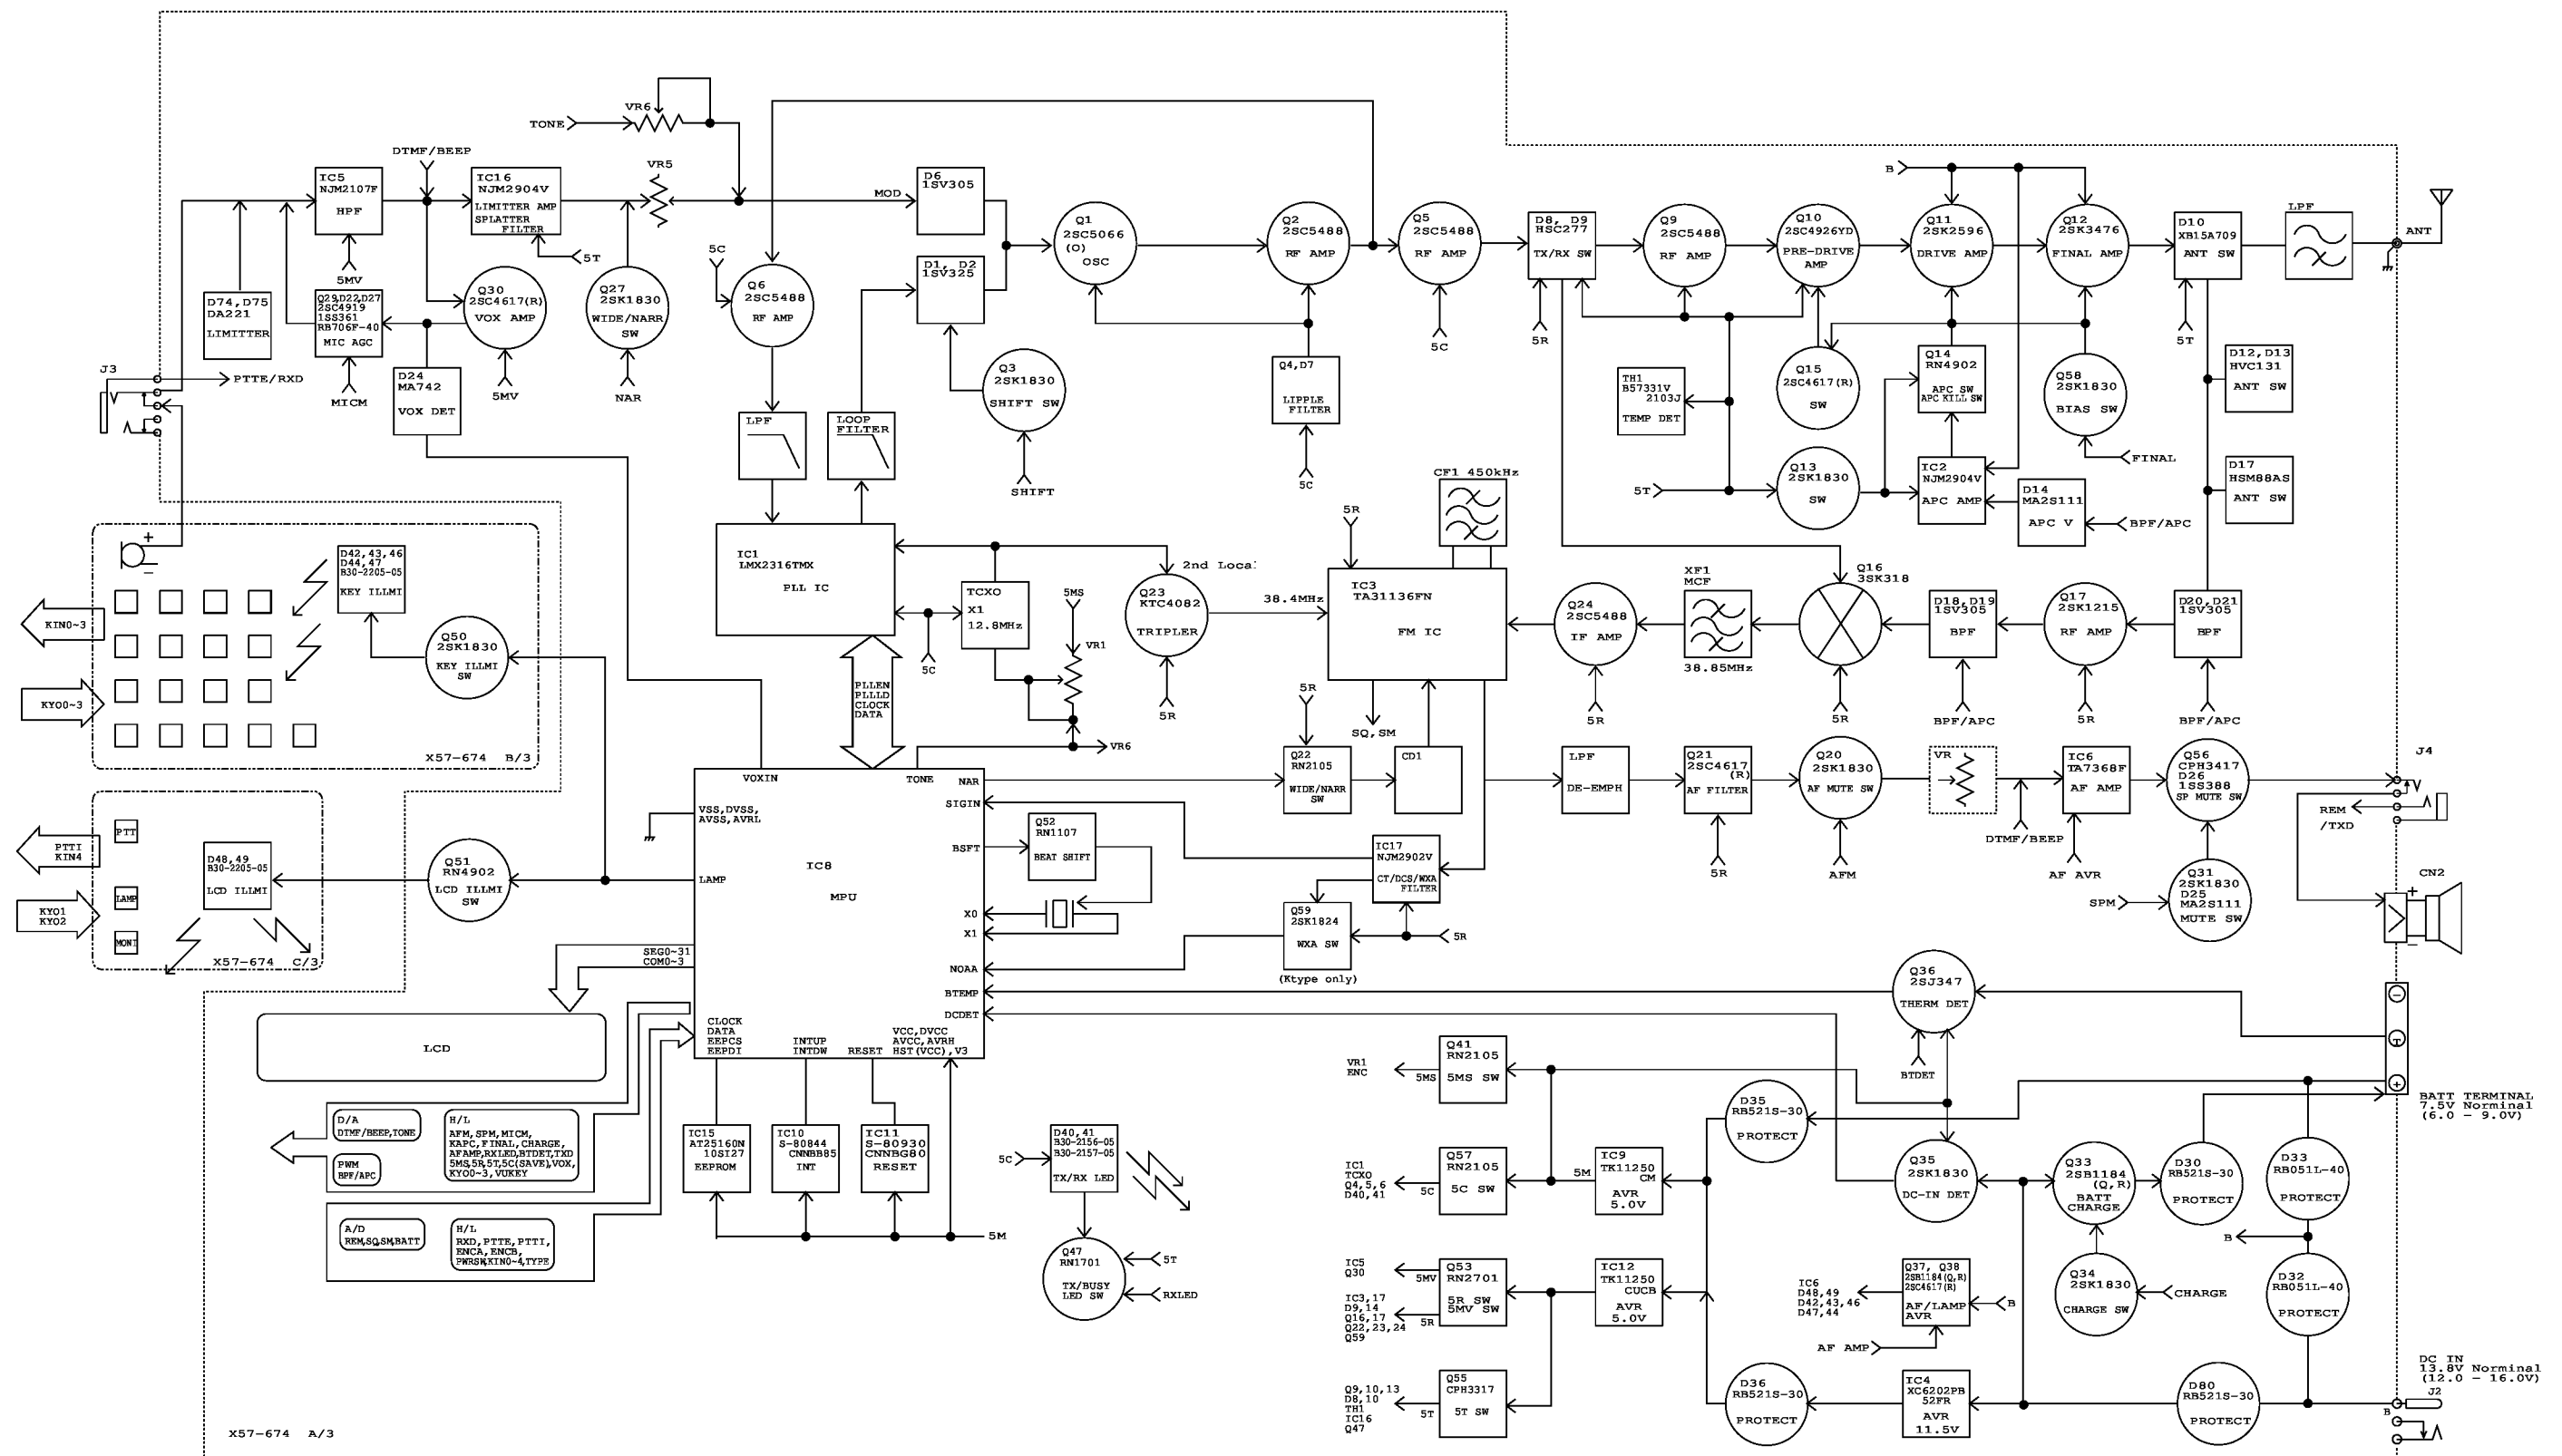 VR6
TONE
DTMF/BEEP
VR5
IC5
NJM2107F
HPF
IC16
NJM2904V
LIMITTER AMP
SPLATTER
FILTER
5T
MOD
D6
1SV305
5MV
D74,D75
DA221
LIMITTER
Q29,D22,D27
2SC4919
1SS361
RB706F-40
MIC AGC
MICM
Q30
2SC4617(R)
VOX AMP
5MV
D24
MA742
VOX DET
Q27
2SK1830
WIDE/NARR
SW
NAR
5C
Q6
2SC5488
RF AMP
D1, D2
1SV325
Q3
2SK1830
SHIFT SW
SHIFT
Q1
2SC5066
(O)
OSC
Q2
2SC5488
RF AMP
Q4,D7
LIPPLE
FILTER
5C
Q5
2SC5488
RF AMP
5C
D8, D9
HSC277
TX/RX SW
5R
Q9
2SC5488
RF AMP
Q10
2SC4926YD
PRE-DRIVE
AMP
B
Q11
2SK2596
DRIVE AMP
Q12
2SK3476
FINAL AMP
D10
XB15A709
ANT SW
5T
LPF
ANT
TH1
B57331V
2103J
TEMP DET
Q15
2SC4617(R)
SW
Q14
RN4902
APC SW
APC KILL SW
Q58
2SK1830
BIAS SW
FINAL
D12,D13
HVC131
ANT SW
5T
Q13
2SK1830
SW
IC2
NJM2904V
APC AMP
D14
MA2S111
APC V
BPF/APC
D17
HSM88AS
ANT SW
J3
PTTE/RXD
LPF
LOOP
FILTER
IC1
LMX2316TMX
PLL IC
TCXO
X1
12.8MHz
5C
5MS
VR1
Q23
KTC4082
TRIPLER
5R
2nd Local
38.4MHz
5R
CF1 450kHz
IC3
TA31136FN
FM IC
Q24
2SC5488
IF AMP
5R
XF1
MCF
38.85MHz
Q16
3SK318
5R
D18,D19
1SV305
BPF
BPF/APC
Q17
2SK1215
RF AMP
5R
D20,D21
1SV305
BPF
BPF/APC
+
−
D42,43,46
D44,47
B30-2205-05
KEY ILLMI
KIN0~3
KYO0~3
Q50
2SK1830
KEY ILLMI
SW
X57-674 B/3
PLLEN
PLLLD
CLOCK
DATA
VR6
5R
SQ,SM
Q22
RN2105
WIDE/NARR
SW
CD1
LPF
DE-EMPH
Q21
2SC4617
(R)
AF FILTER
5R
Q20
2SK1830
AF MUTE SW
AFM
VR
DTMF/BEEP
IC6
TA7368F
AF AMP
AF AVR
Q56
CPH3417
D26
1SS388
SP MUTE SW
J4
REM
/TXD
SPM
Q31
2SK1830
D25
MA2S111
MUTE SW
CN2
+
−
PTT
PTTI
KIN4
LAMP
KYO1
KYO2
MONI
D48,49
B30-2205-05
LCD ILLMI
X57-674 C/3
Q51
RN4902
LCD ILLMI
SW
VOXIN
TONE
NAR
SIGIN
BSFT
X0
X1
NOAA
BTEMP
DCDET
VSS,DVSS,
AVSS,AVRL
IC8
MPU
LAMP
SEG0~31
COM0~3
CLOCK
DATA
EEPCS
EEPDI
INTUP
INTDW
RESET
VCC,DVCC
AVCC,AVRH
HST(VCC),V3
Q52
RN1107
BEAT SHIFT
IC17
NJM2902V
CT/DCS/WXA
FILTER
Q59
2SK1824
WXA SW
(Ktype only)
5R
LCD
D/A
DTMF/BEEP,TONE
PWM
BPF/APC
H/L
AFM,SPM,MICM,
KAPC,FINAL,CHARGE,
AFAMP,RXLED,BTDET,TXD
5MS,5R,5T,5C(SAVE),VOX,
KYO0~3,VUKEY
A/D
REM,SQ,SM,BATT
H/L
RXD,PTTE,PTTI,
ENCA,ENCB,
PWRSW,KIN0~4,TYPE
IC15
AT25160N
10SI27
EEPROM
IC10
S-80844
CNNBB85
INT
IC11
S-80930
CNNBG80
RESET
5M
5C
D40,41
B30-2156-05
B30-2157-05
TX/RX LED
Q47
RN1701
TX/BUSY
LED SW
5T
RXLED
Q36
2SJ347
THERM DET
BTDET
−
T
+
BATT TERMINAL
7.5V Norminal
(6.0 - 9.0V)
VR1
ENC
5MS
Q41
RN2105
5MS SW
D35
RB521S-30
PROTECT
IC1
TCXO
Q4,5,6
D40,41
5C
Q57
RN2105
5C SW
5M
IC9
TK11250
CM
AVR
5.0V
Q35
2SK1830
DC-IN DET
Q33
2SB1184
(Q,R)
BATT
CHARGE
D30
RB521S-30
PROTECT
D33
RB051L-40
PROTECT
B
IC5
Q30
5MV
IC3,17
D9,14
Q16,17
Q22,23,24
Q59
5R
Q53
RN2701
5R SW
5MV SW
IC12
TK11250
CUCB
AVR
5.0V
IC6
D48,49
D42,43,46
D47,44
Q37, Q38
2SB1184(Q,R)
2SC4617(R)
AF/LAMP
AVR
B
AF AMP
Q34
2SK1830
CHARGE SW
CHARGE
D32
RB051L-40
PROTECT
Q9,10,13
D8,10
TH1
IC16
Q47
5T
Q55
CPH3317
5T SW
D36
RB521S-30
PROTECT
IC4
XC6202PB
52FR
AVR
11.5V
D80
RB521S-30
PROTECT
DC IN
13.8V Norminal
(12.0 - 16.0V)
J2
B
X57-674 A/3